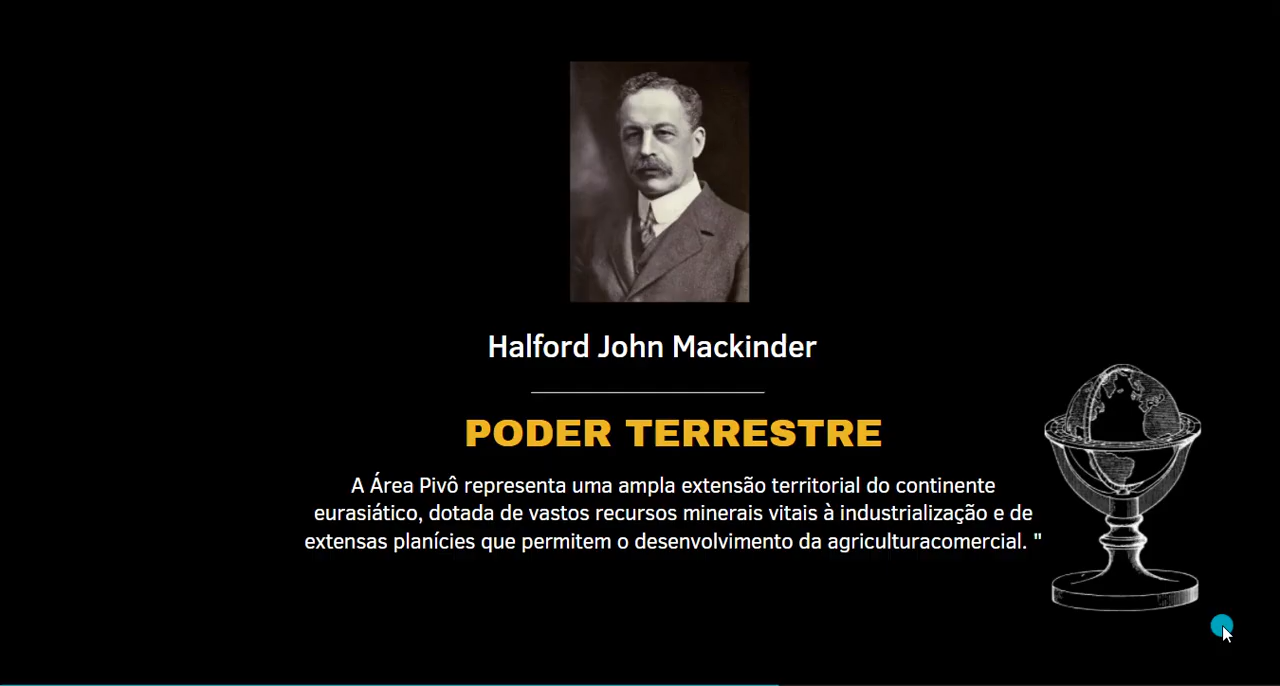 Halford John Mackinder
PODER TERRESTRE
A Área Pivô representa uma ampla extensão territorial do continente
eurasiático, dotada de vastos recursos minerais vitais à industrialização e de
extensas planícies que permitem o desenvolvimento da agriculturacomercial. "